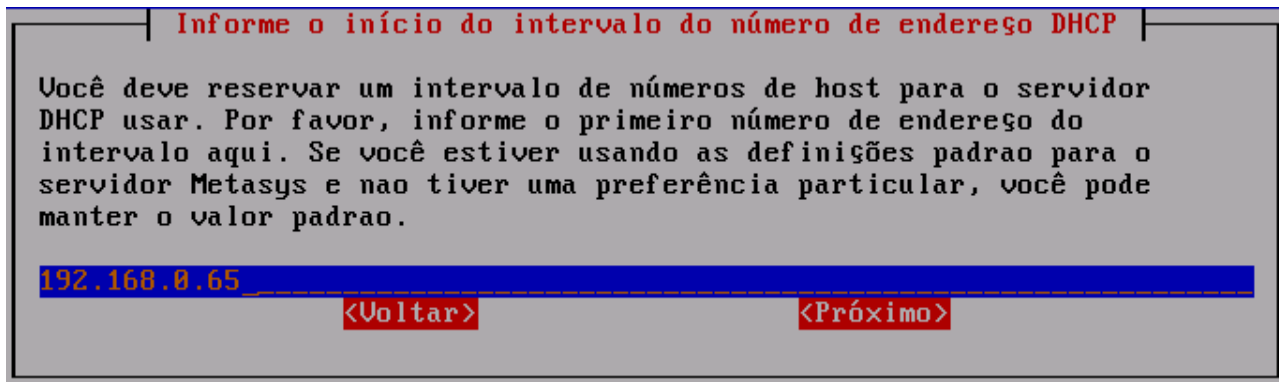 Informe o início do intervalo do número de endereço DHCP
Você deve reservar um intervalo de números de host para o servidor
DHCP usar. Por favor, informe o primeiro número de endereço do
intervalo aqui. Se você estiver usando as definições padrao para o
servidor Metasys e nao tiver uma preferência particular, você pode
manter o valor padrao.
192.168.0.65
<Voltar> <Próximo>